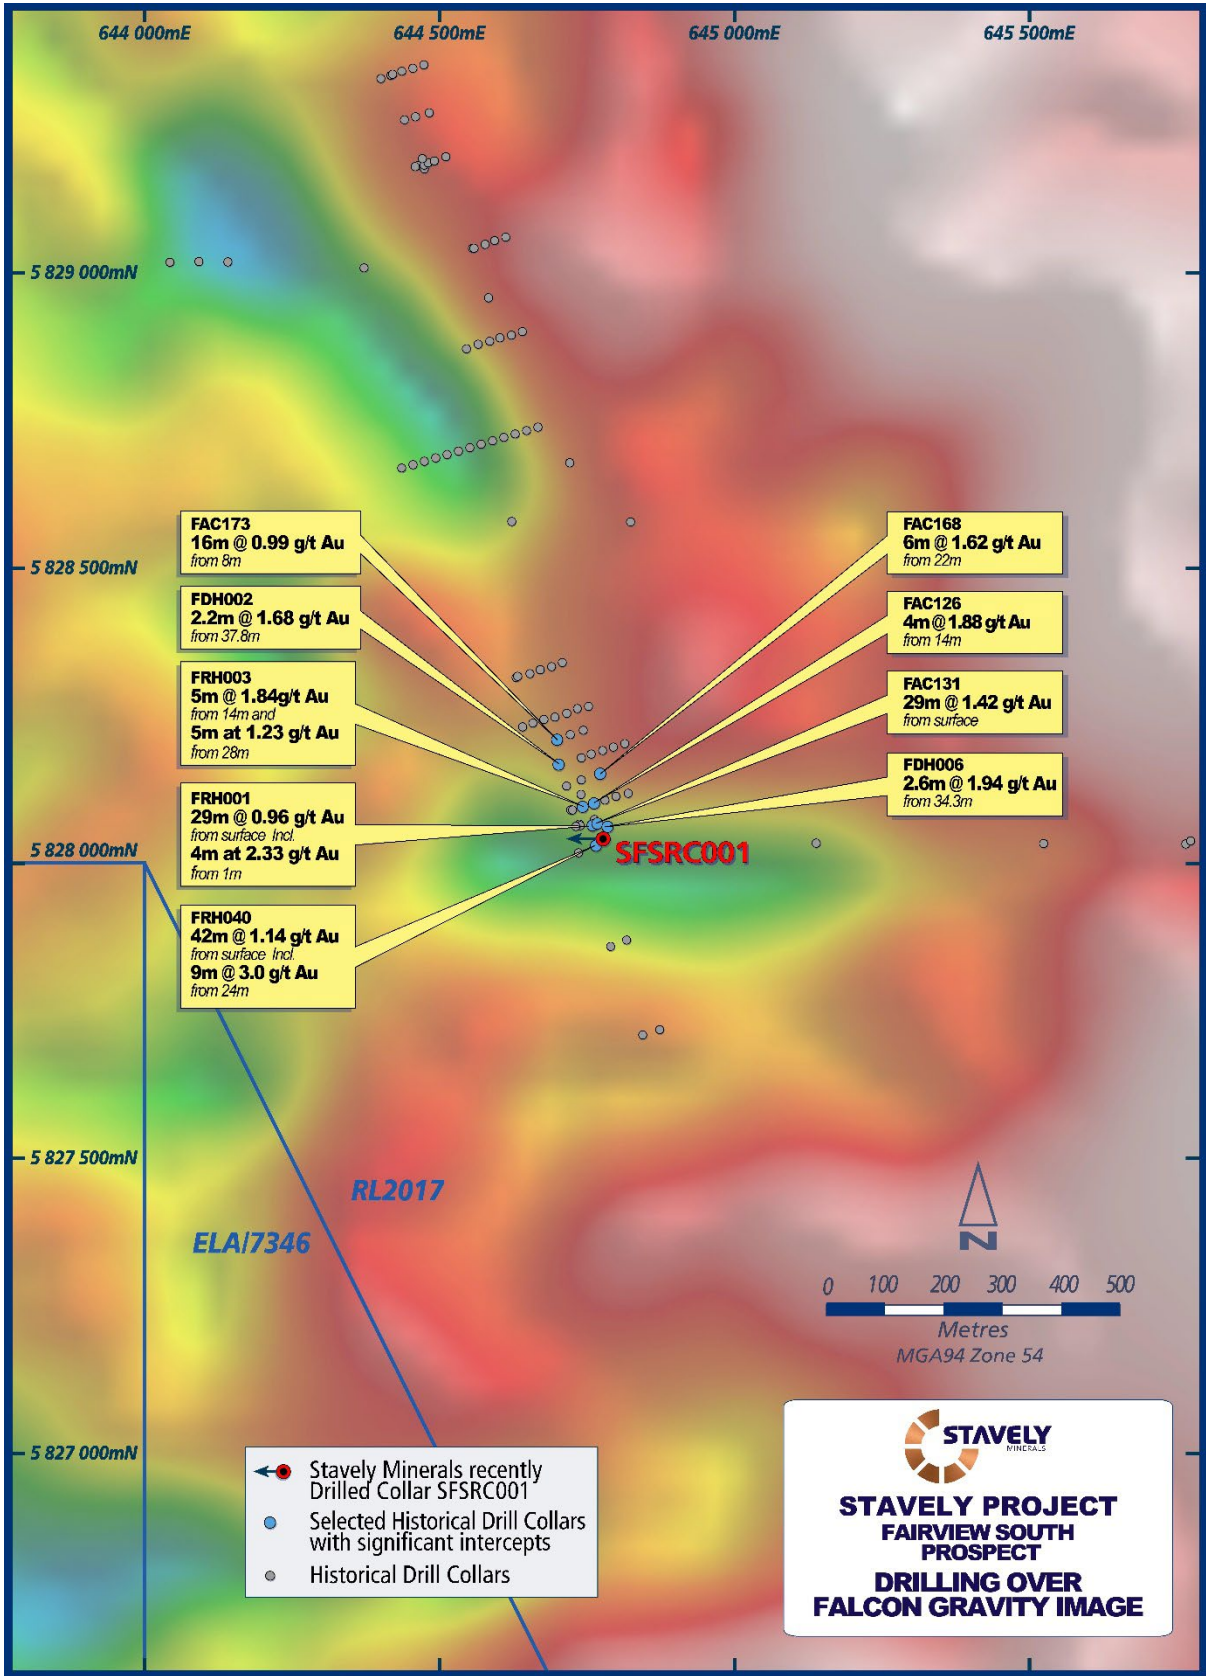 644 000mE
644 500mE
645 000mE
645 500mE
5 829 000mN
5 828 500mN
5 828 000mN
5 827 500mN
5 827 000mN
FAC173
16m @ 0.99 g/t Au
from 8m
FDH002
2.2m @ 1.68 g/t Au
from 37.8m
FRH003
5m @ 1.84g/t Au
from 14m and
5m at 1.23 g/t Au
from 28m
FRH001
29m @ 0.96 g/t Au
from surface Incl.
4m at 2.33 g/t Au
from 1m
FRH040
42m @ 1.14 g/t Au
from surface Incl.
9m @ 3.0 g/t Au
from 24m
FAC168
6m @ 1.62 g/t Au
from 22m
FAC126
4m @ 1.88 g/t Au
from 14m
FAC131
29m @ 1.42 g/t Au
from surface
FDH006
2.6m @ 1.94 g/t Au
from 34.3m
SFSRC001
RL2017
ELA/7346
N
0 100 200 300 400 500
Metres
MGA94 Zone 54
Stavely Minerals recently
Drilled Collar SFSRC001
Selected Historical Drill Collars
with significant intercepts
Historical Drill Collars
STAVELY
MINERALS
STAVELY PROJECT
FAIRVIEW SOUTH
PROSPECT
DRILLING OVER
FALCON GRAVITY IMAGE